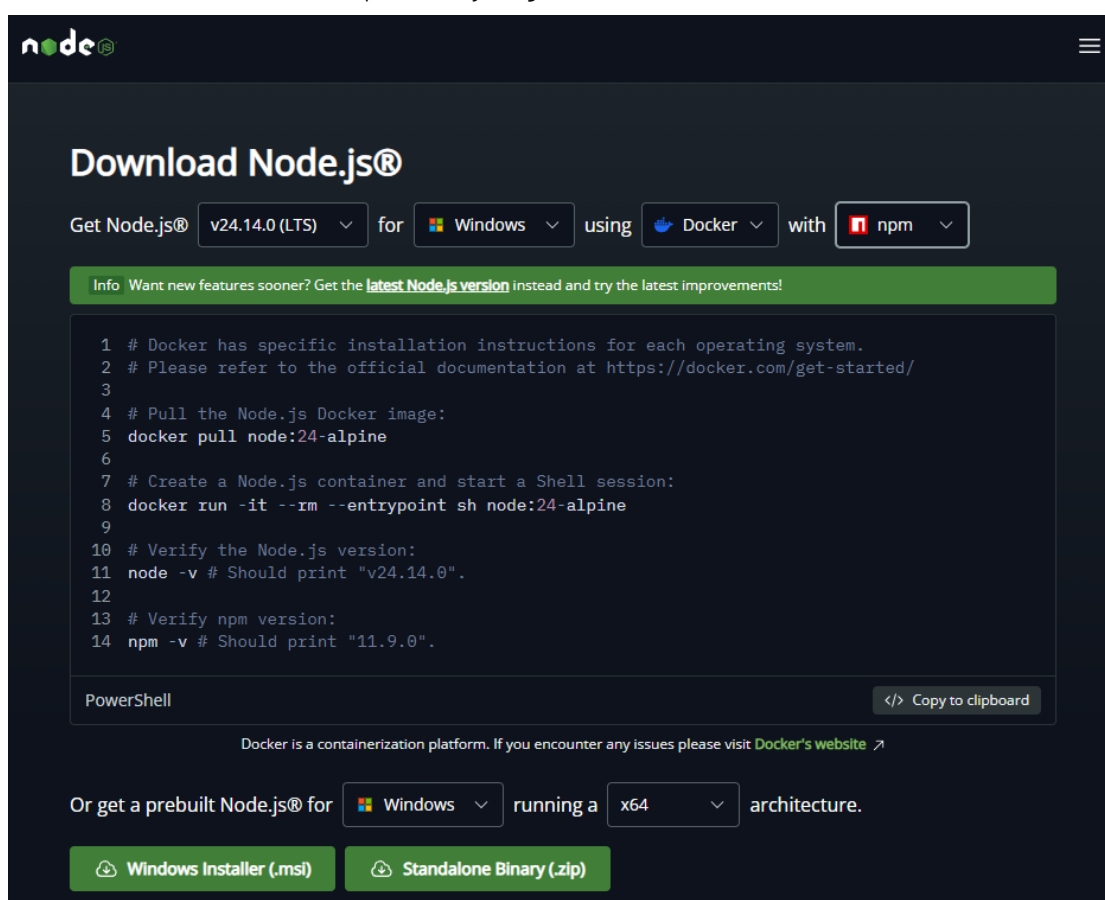 node JS
Download Node.js®
Get Node.js® v24.14.0 (LTS) for Windows using Docker with npm
Info Want new features sooner? Get the latest Node.js version instead and try the latest improvements!
1 # Docker has specific installation instructions for each operating system.
2 # Please refer to the official documentation at https://docker.com/get-started/
3
4 # Pull the Node.js Docker image:
5 docker pull node:24-alpine
6
7 # Create a Node.js container and start a Shell session:
8 docker run -it --rm --entrypoint sh node:24-alpine
9
10 # Verify the Node.js version:
11 node -v # Should print "v24.14.0".
12
13 # Verify npm version:
14 npm -v # Should print "11.9.0".
PowerShell </> Copy to clipboard
Docker is a containerization platform. If you encounter any issues please visit Docker's website ↗
Or get a prebuilt Node.js® for Windows running a x64 architecture.
Windows Installer (.msi) Standalone Binary (.zip)